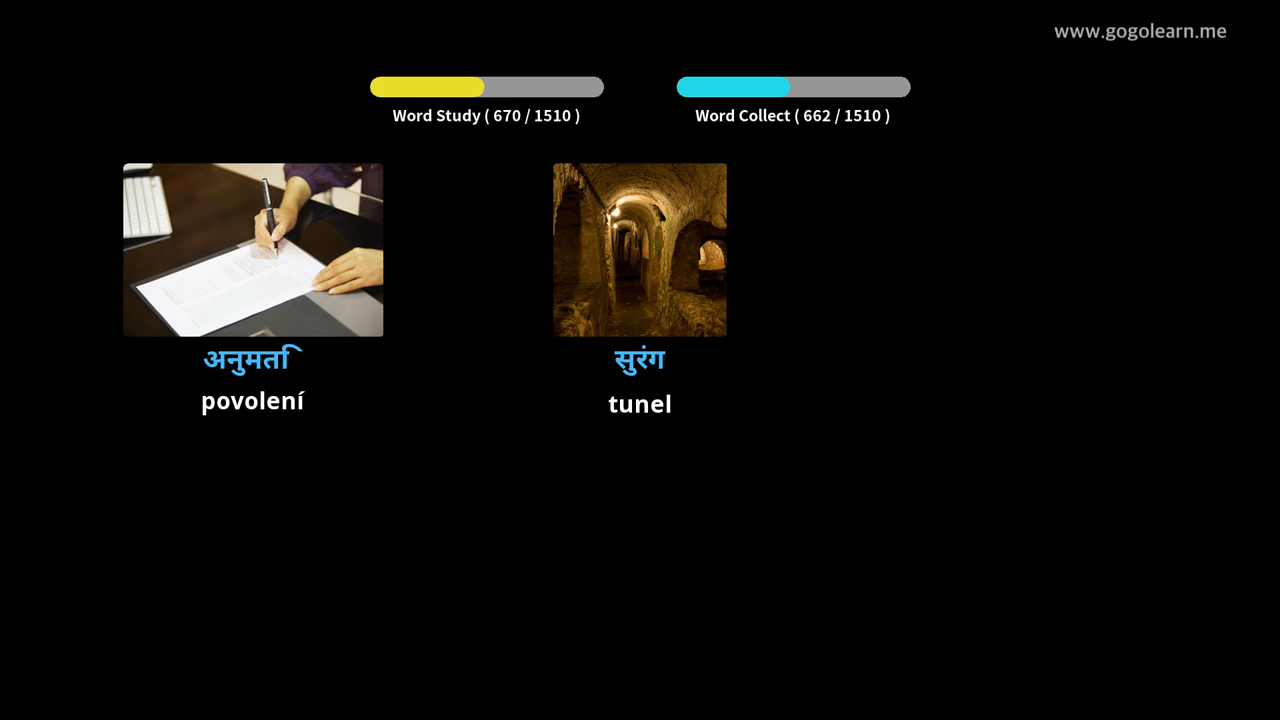 www.gogolearn.me
Word Study ( 670 / 1510 )
Word Collect ( 662 / 1510 )
अनुमति
povolení
सुरंग
tunel